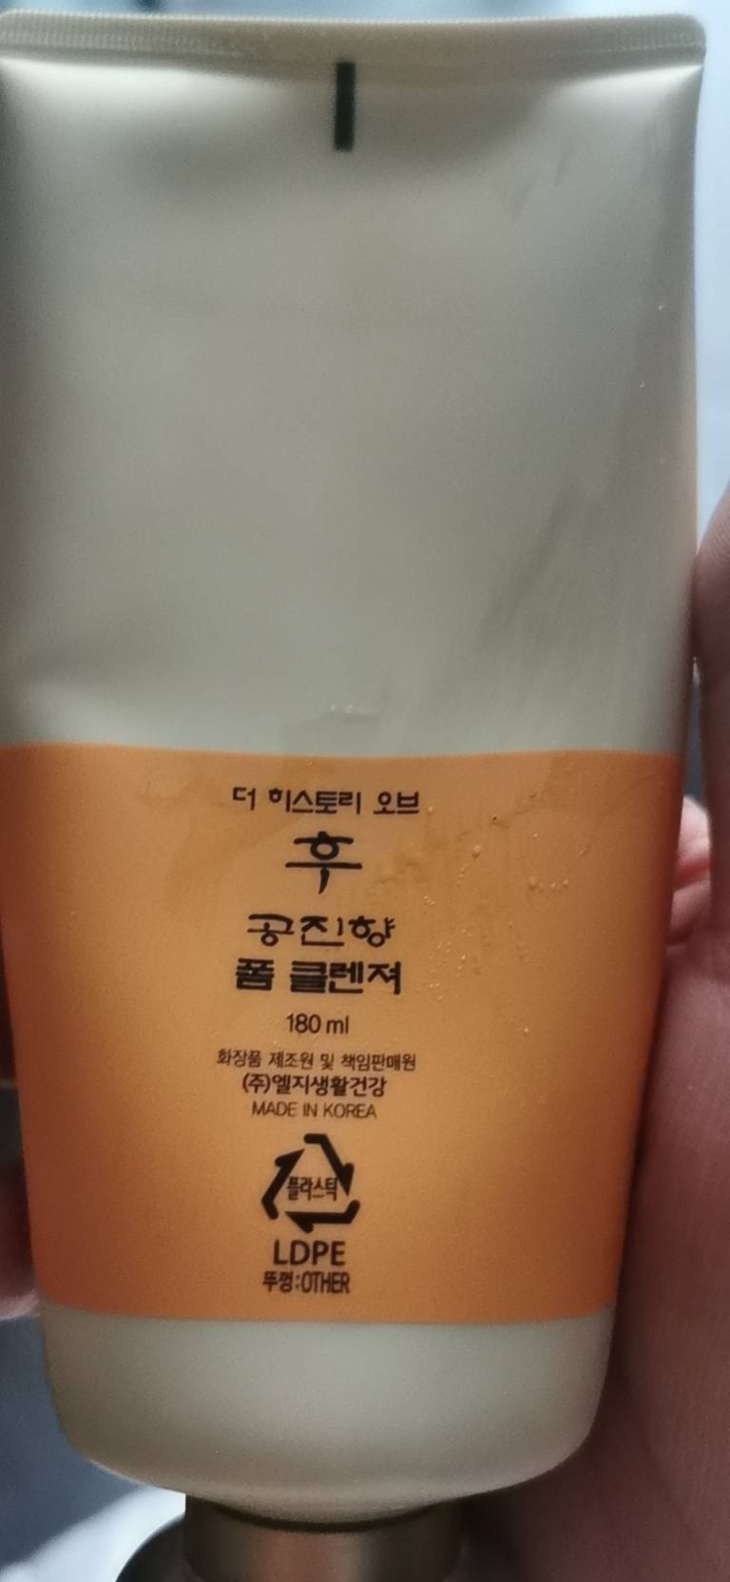 더 히스토리 오브
후
공진향
폼 클렌져
180 ml
화장품 제조원 및 책임판매원
(주)엘지생활건강
MADE IN KOREA
플라스틱
LDPE
뚜껑:OTHER